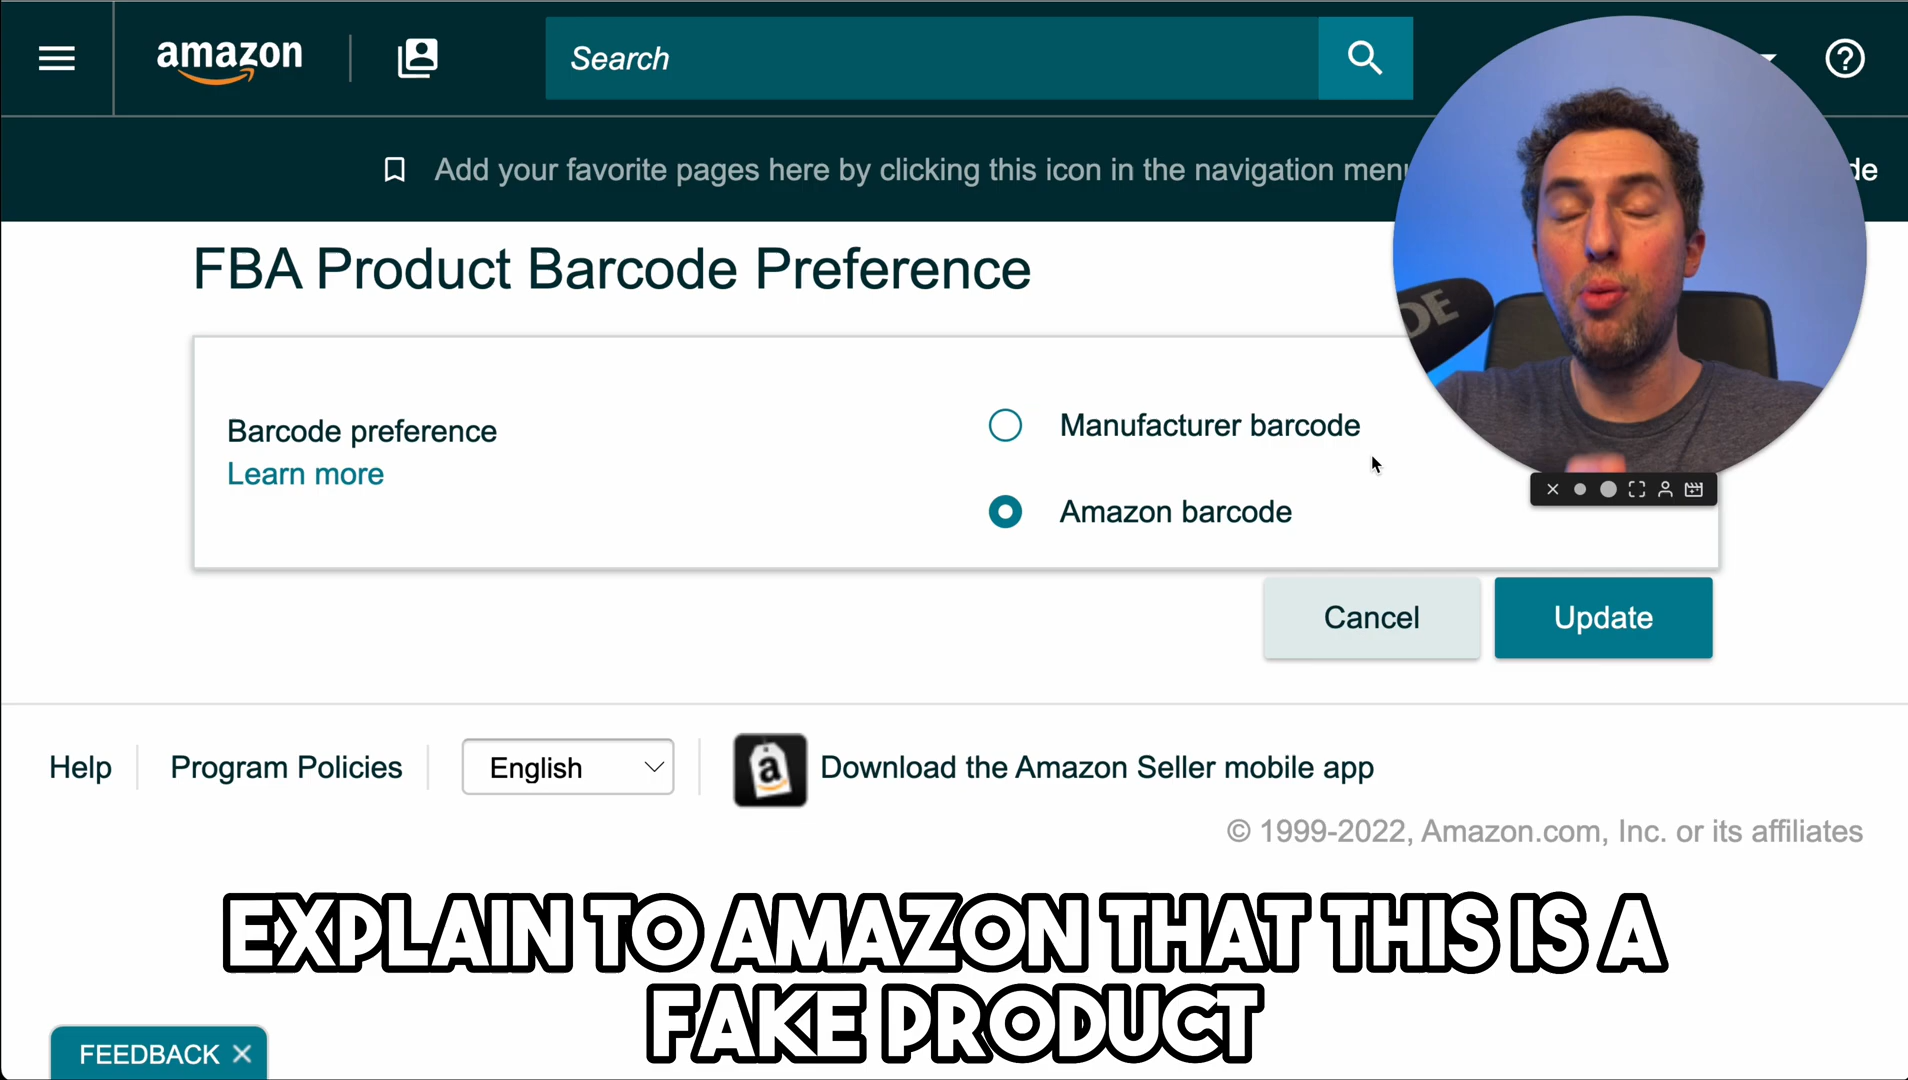 amazon
Search
Add your favorite pages here by clicking this icon in the navigation menu
de
FBA Product Barcode Preference
DE
Barcode preference
Learn more
Manufacturer barcode
Amazon barcode
Cancel
Update
Help
Program Policies
English
a
Download the Amazon Seller mobile app
© 1999-2022, Amazon.com, Inc. or its affiliates
EXPLAIN TO AMAZON THAT THIS IS A
FAKE PRODUCT
FEEDBACK